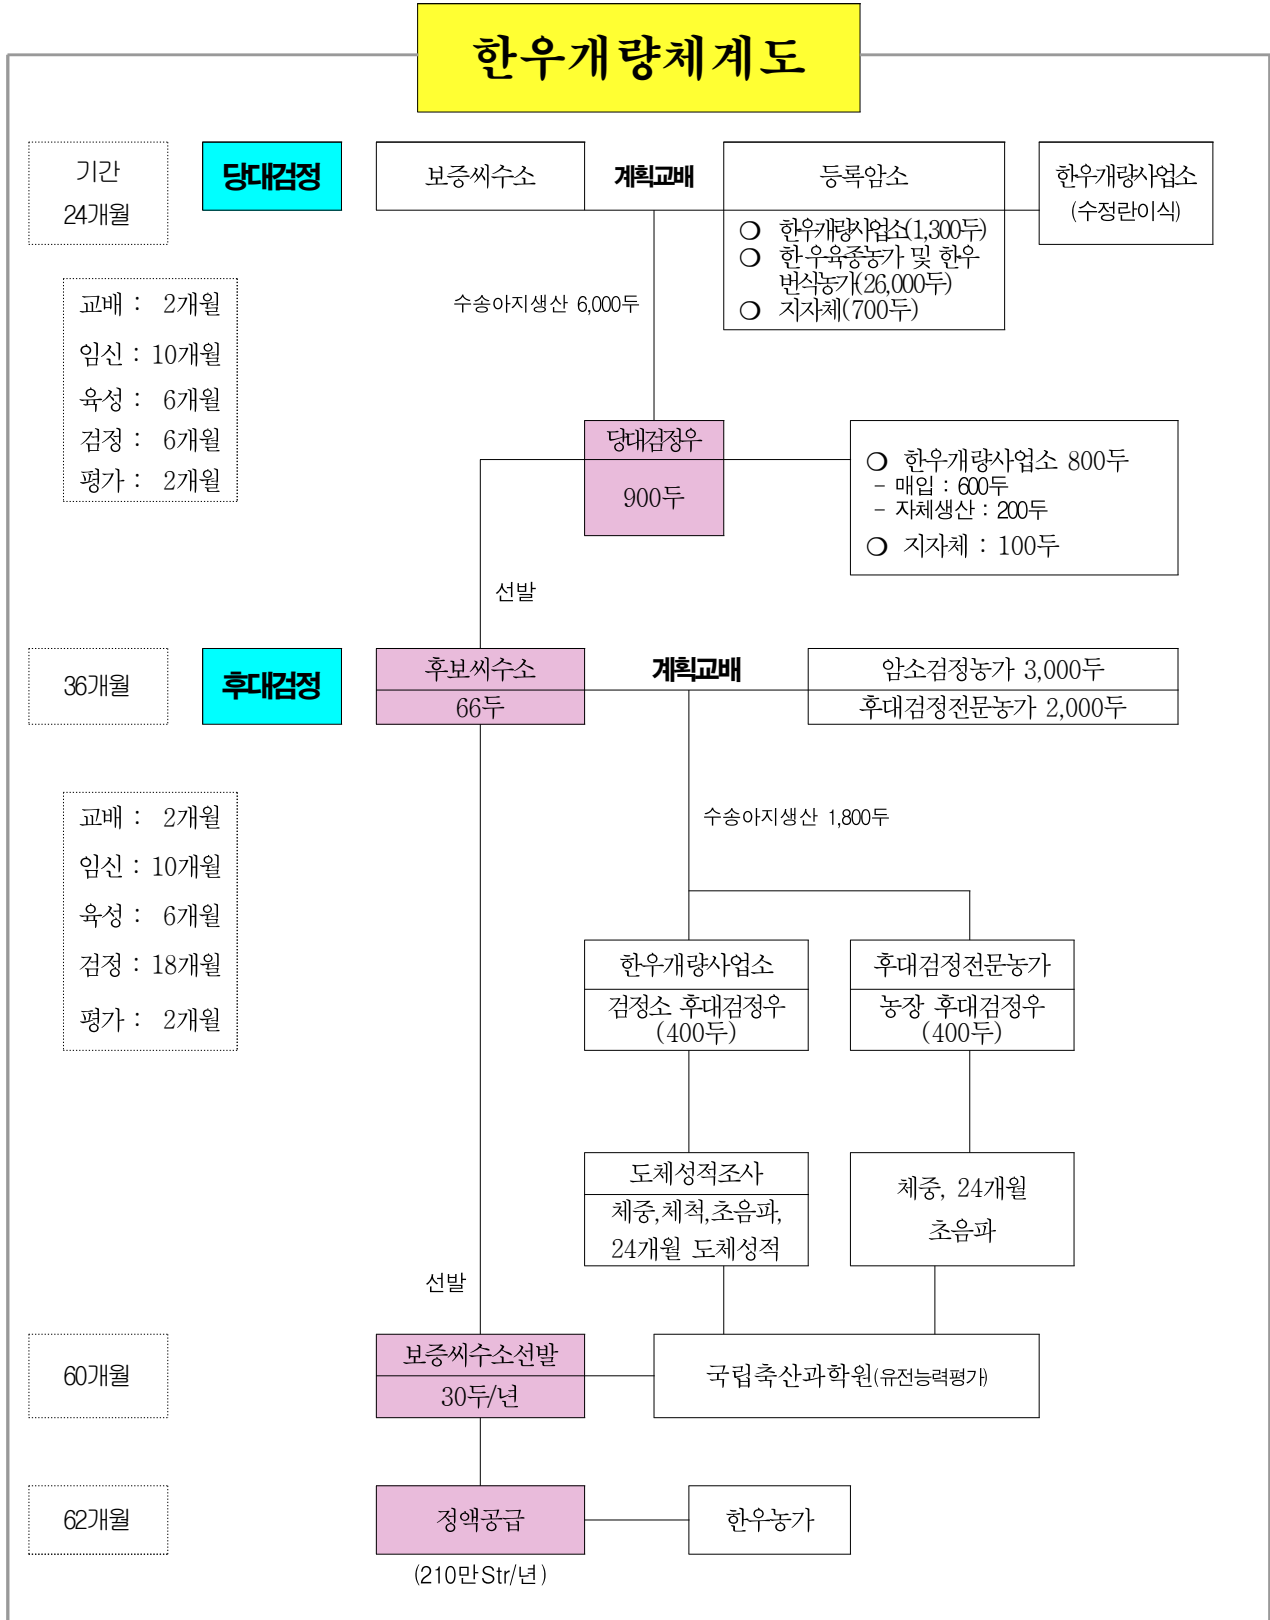 한우개량체계도
기간
24개월
당대검정
보증씨수소
계획교배
등록암소
한우개량사업소
(수정란이식)
❍ 한우개량사업소(1,300두)
❍ 한우육종농가 및 한우
번식농가(26,000두)
❍ 지자체(700두)
교배 : 2개월
임신 : 10개월
육성 : 6개월
검정 : 6개월
평가 : 2개월
수송아지생산 6,000두
당대검정우
900두
❍ 한우개량사업소 800두
- 매입 : 600두
- 자체생산 : 200두
❍ 지자체 : 100두
선발
36개월
후대검정
후보씨수소
66두
계획교배
암소검정농가 3,000두
후대검정전문농가 2,000두
교배 : 2개월
임신 : 10개월
육성 : 6개월
검정 : 18개월
평가 : 2개월
수송아지생산 1,800두
한우개량사업소
검정소 후대검정우
(400두)
후대검정전문농가
농장 후대검정우
(400두)
도체성적조사
체중,체척,초음파,
24개월 도체성적
체중, 24개월
초음파
선발
60개월
보증씨수소선발
30두/년
국립축산과학원(유전능력평가)
62개월
정액공급
한우농가
(210만Str/년)